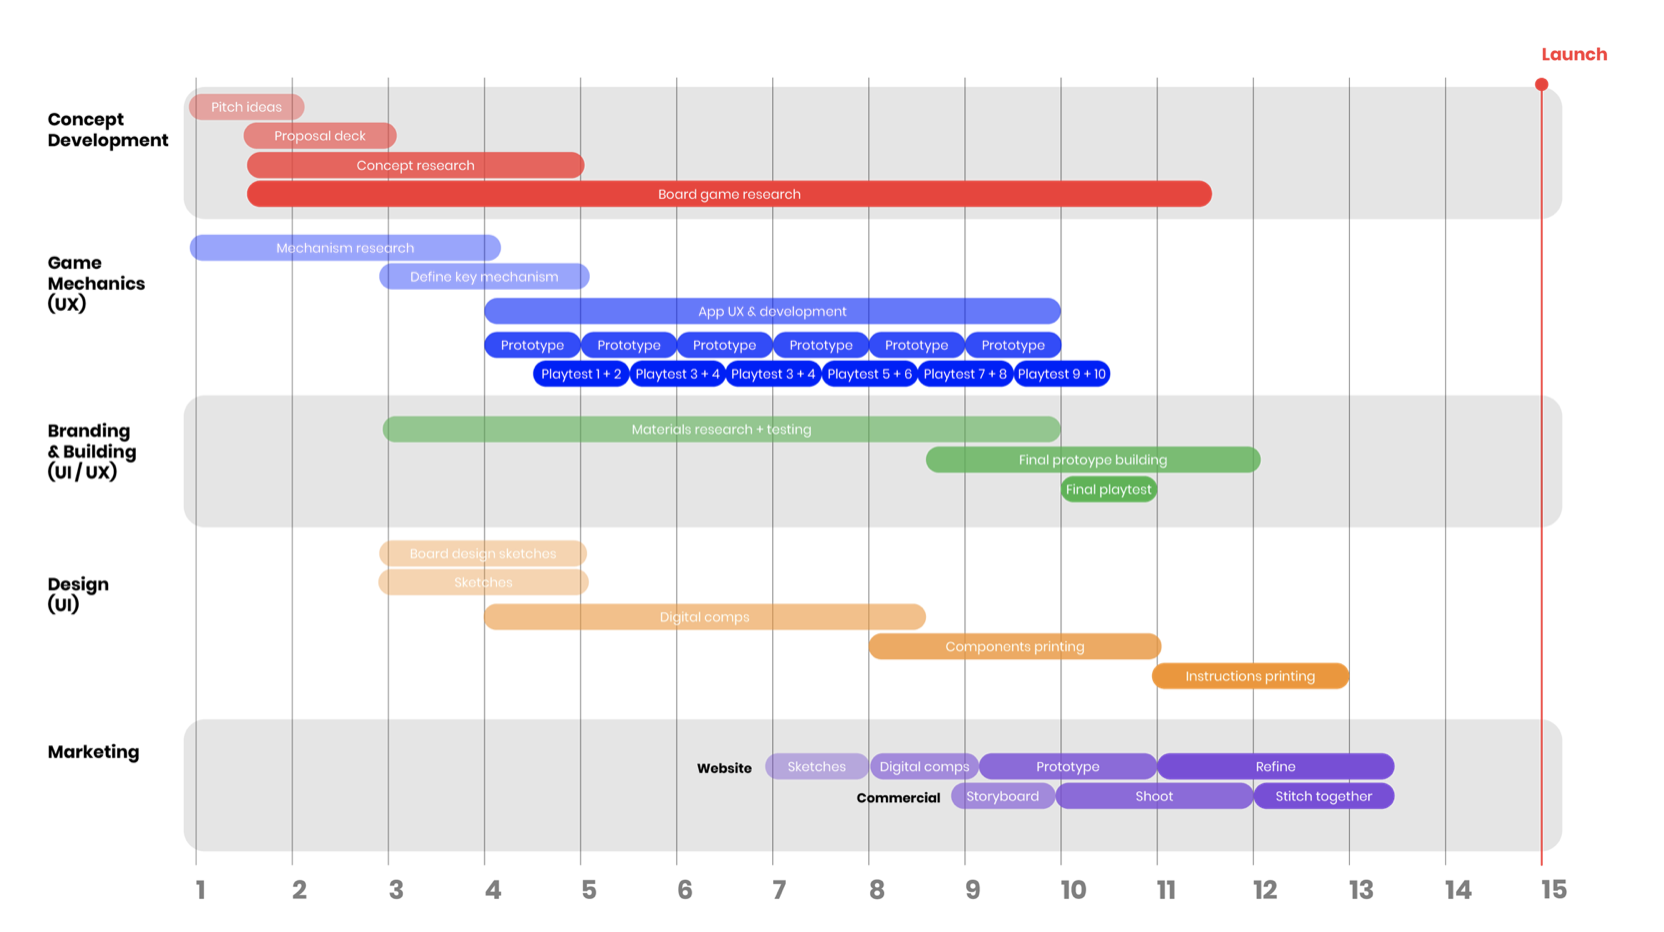 Launch
Concept
Development
Pitch ideas
Proposal deck
Concept research
Board game research
Game
Mechanics
(UX)
Mechanism research
Define key mechanism
App UX & development
Prototype Prototype Prototype Prototype Prototype Prototype
Playtest 1 + 2 Playtest 3 + 4 Playtest 3 + 4 Playtest 5 + 6 Playtest 7 + 8 Playtest 9 + 10
Branding
& Building
(UI / UX)
Materials research + testing
Final protoype building
Final playtest
Design
(UI)
Board design sketches
Sketches
Digital comps
Components printing
Instructions printing
Marketing
Website Sketches Digital comps Prototype Refine
Commercial Storyboard Shoot Stitch together
1 2 3 4 5 6 7 8 9 10 11 12 13 14 15